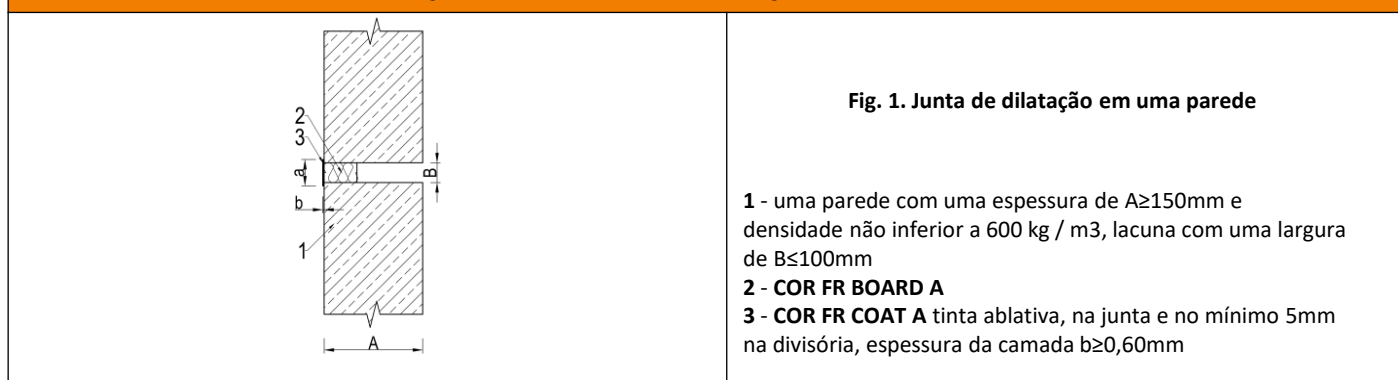 2
3
a
B
b
1
A
Fig. 1. Junta de dilatação em uma parede
1 - uma parede com uma espessura de A≥150mm e
densidade não inferior a 600 kg / m3, lacuna com uma largura
de B≤100mm
2 - COR FR BOARD A
3 - COR FR COAT A tinta ablativa, na junta e no mínimo 5mm
na divisória, espessura da camada b≥0,60mm